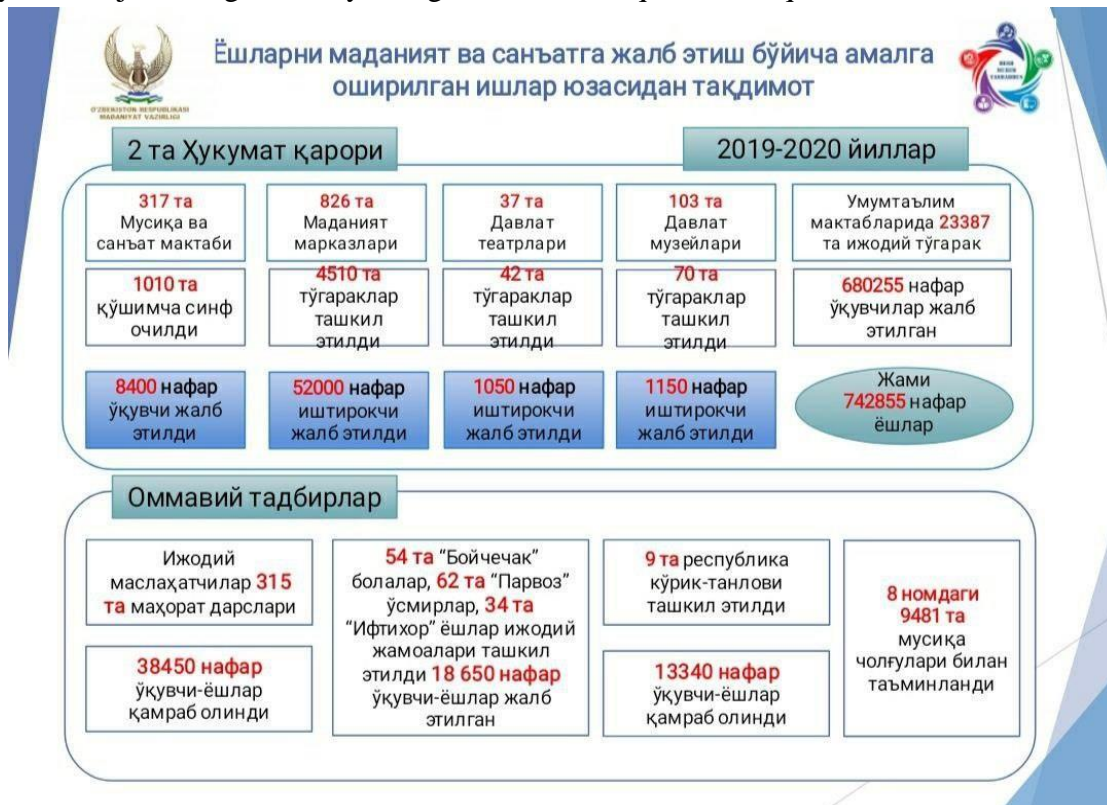 Ёшларни маданият ва санъатга жалб этиш бўйича амалга
оширилган ишлар юзасидан тақдимот
O'ZBEKISTON RESPUBLIKASI
MADANIYAT VAZIRLIGI
2 та Ҳукумат қарори
2019-2020 йиллар
317 та
Мусиқа ва
санъат мактаби
826 та
Маданият
марказлари
37 та
Давлат
театрлари
103 та
Давлат
музейлари
Умумтаълим
мактабларида 23387
та ижодий тўгарак
1010 та
қўшимча синф
очилди
4510 та
тўгараклар
ташкил
этилди
42 та
тўгараклар
ташкил
этилди
70 та
тўгараклар
ташкил
этилди
680255 нафар
ўқувчилар жалб
этилган
8400 нафар
ўқувчи жалб
этилди
52000 нафар
иштирокчи
жалб этилди
1050 нафар
иштирокчи
жалб этилди
1150 нафар
иштирокчи
жалб этилди
Жами
742855 нафар
ёшлар
Оммавий тадбирлар
Ижодий
маслаҳатчилар 315
та маҳорат дарслари
38450 нафар
ўқувчи-ёшлар
қамраб олинди
54 та “Бойчечак”
болалар, 62 та “Парвоз”
ўсмирлар, 34 та
“Ифтихор” ёшлар ижодий
жамоалари ташкил
этилди 18 650 нафар
ўқувчи-ёшлар жалб
этилган
9 та республика
кўрик-танлови
ташкил этилди
13340 нафар
ўқувчи-ёшлар
қамраб олинди
8 номдаги
9481 та
мусиқа
чолғулари билан
таъминланди